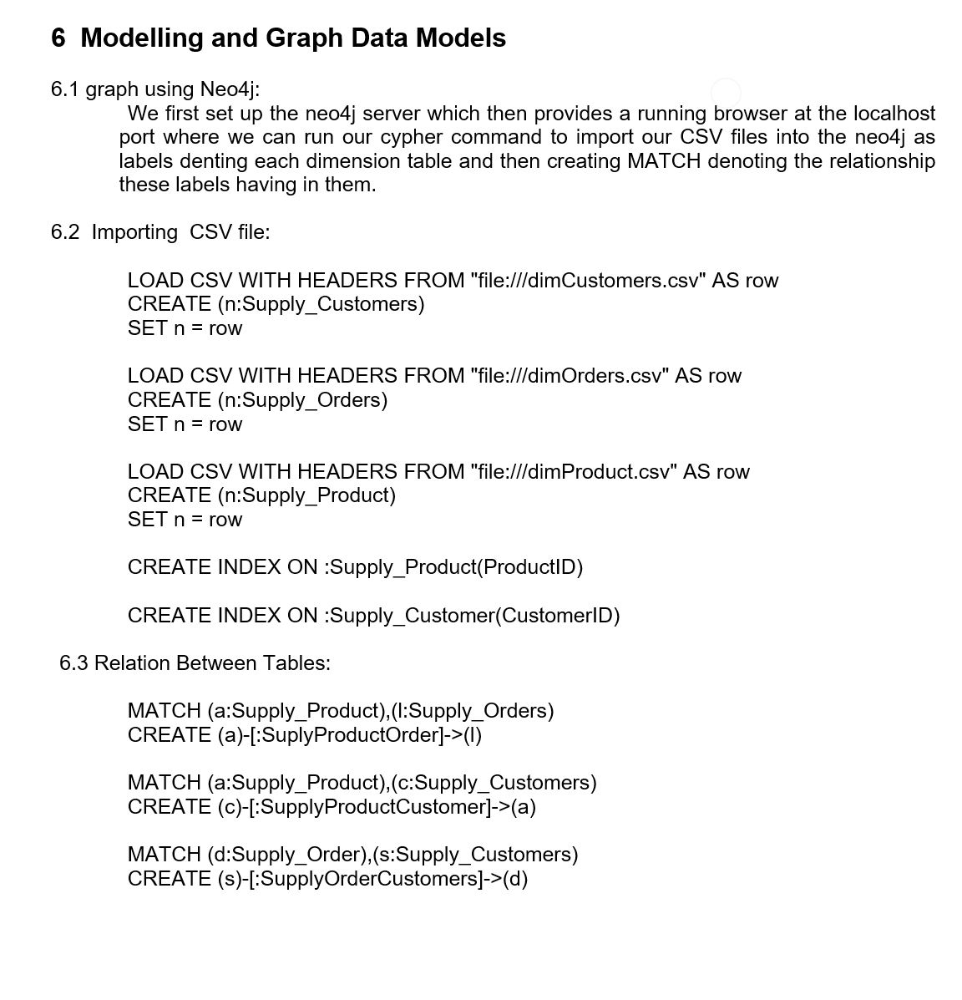 6 Modelling and Graph Data Models
6.1 graph using Neo4j:
We first set up the neo4j server which then provides a running browser at the localhost
port where we can run our cypher command to import our CSV files into the neo4j as
labels denting each dimension table and then creating MATCH denoting the relationship
these labels having in them.
6.2 Importing CSV file:
LOAD CSV WITH HEADERS FROM "file:///dimCustomers.csv" AS row
CREATE (n:Supply_Customers)
SET n = row
LOAD CSV WITH HEADERS FROM "file:///dimOrders.csv" AS row
CREATE (n:Supply_Orders)
SET n = row
LOAD CSV WITH HEADERS FROM "file:///dimProduct.csv" AS row
CREATE (n:Supply_Product)
SET n = row
CREATE INDEX ON :Supply_Product(ProductID)
CREATE INDEX ON :Supply_Customer(CustomerID)
6.3 Relation Between Tables:
MATCH (a:Supply_Product),(l:Supply_Orders)
CREATE (a)-[:SuplyProductOrder]->(l)
MATCH (a:Supply_Product),(c:Supply_Customers)
CREATE (c)-[:SupplyProductCustomer]->(a)
MATCH (d:Supply_Order),(s:Supply_Customers)
CREATE (s)-[:SupplyOrderCustomers]->(d)